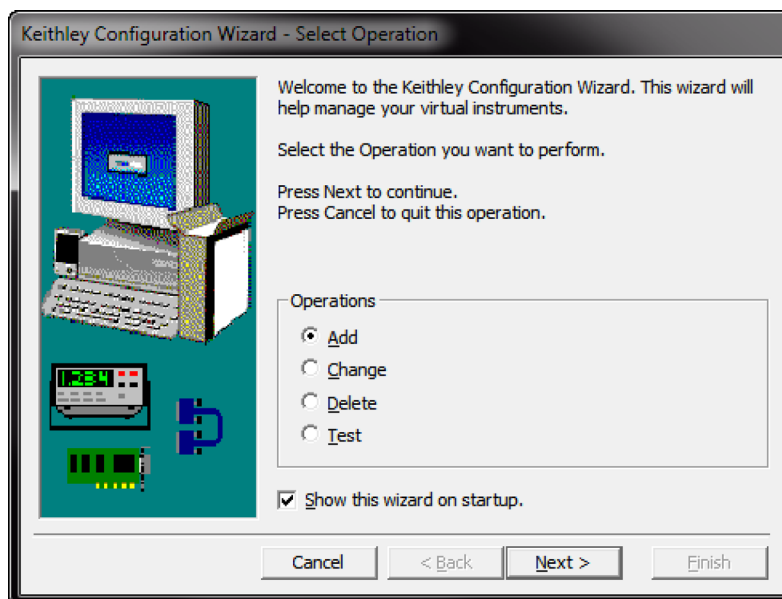 Keithley Configuration Wizard - Select Operation
Welcome to the Keithley Configuration Wizard. This wizard will
help manage your virtual instruments.
Select the Operation you want to perform.
Press Next to continue.
Press Cancel to quit this operation.
Operations
Add
Change
Delete
Test
1.234
Show this wizard on startup.
Cancel
< Back
Next >
Finish